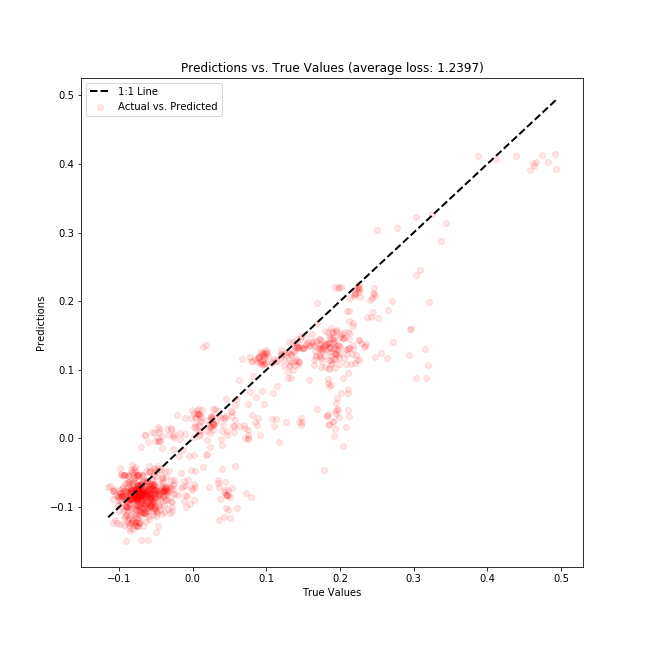 Predictions vs. True Values (average loss: 1.2397)
1:1 Line
Actual vs. Predicted
0.5
0.4
0.3
0.2
0.1
0.0
−0.1
Predictions
−0.1 0.0 0.1 0.2 0.3 0.4 0.5
True Values